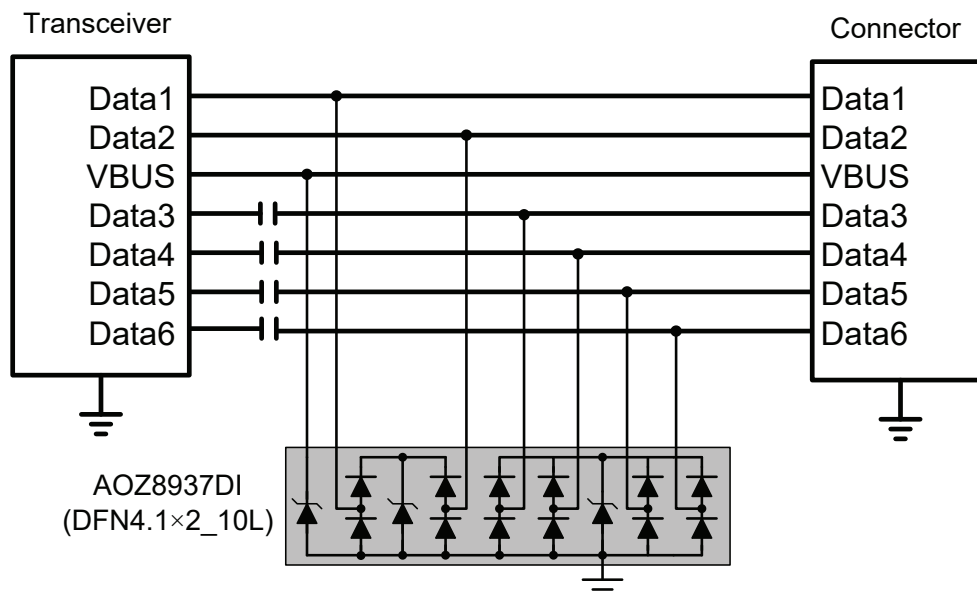 Transceiver
Connector
Data1
Data2
VBUS
Data3
Data4
Data5
Data6
Data1
Data2
VBUS
Data3
Data4
Data5
Data6
AOZ8937DI
(DFN4.1×2_10L)